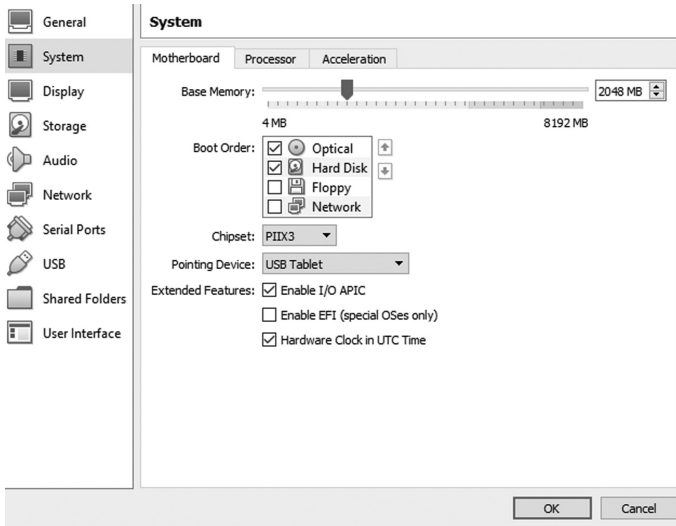 General
System
Display
Storage
Audio
Network
Serial Ports
USB
Shared Folders
User Interface
System
Motherboard Processor Acceleration
Base Memory: 2048 MB
4 MB 8192 MB
Boot Order: Optical
Hard Disk
Floppy
Network
Chipset: PIIX3
Pointing Device: USB Tablet
Extended Features: Enable I/O APIC
Enable EFI (special OSes only)
Hardware Clock in UTC Time
OK Cancel